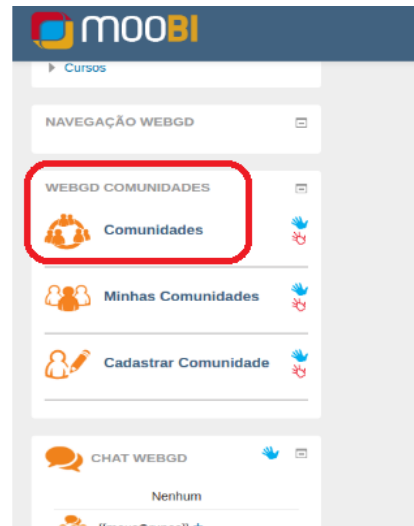 mooBI
Cursos
NAVEGAÇÃO WEBGD
WEBGD COMUNIDADES
Comunidades
Minhas Comunidades
Cadastrar Comunidade
CHAT WEBGD
Nenhum